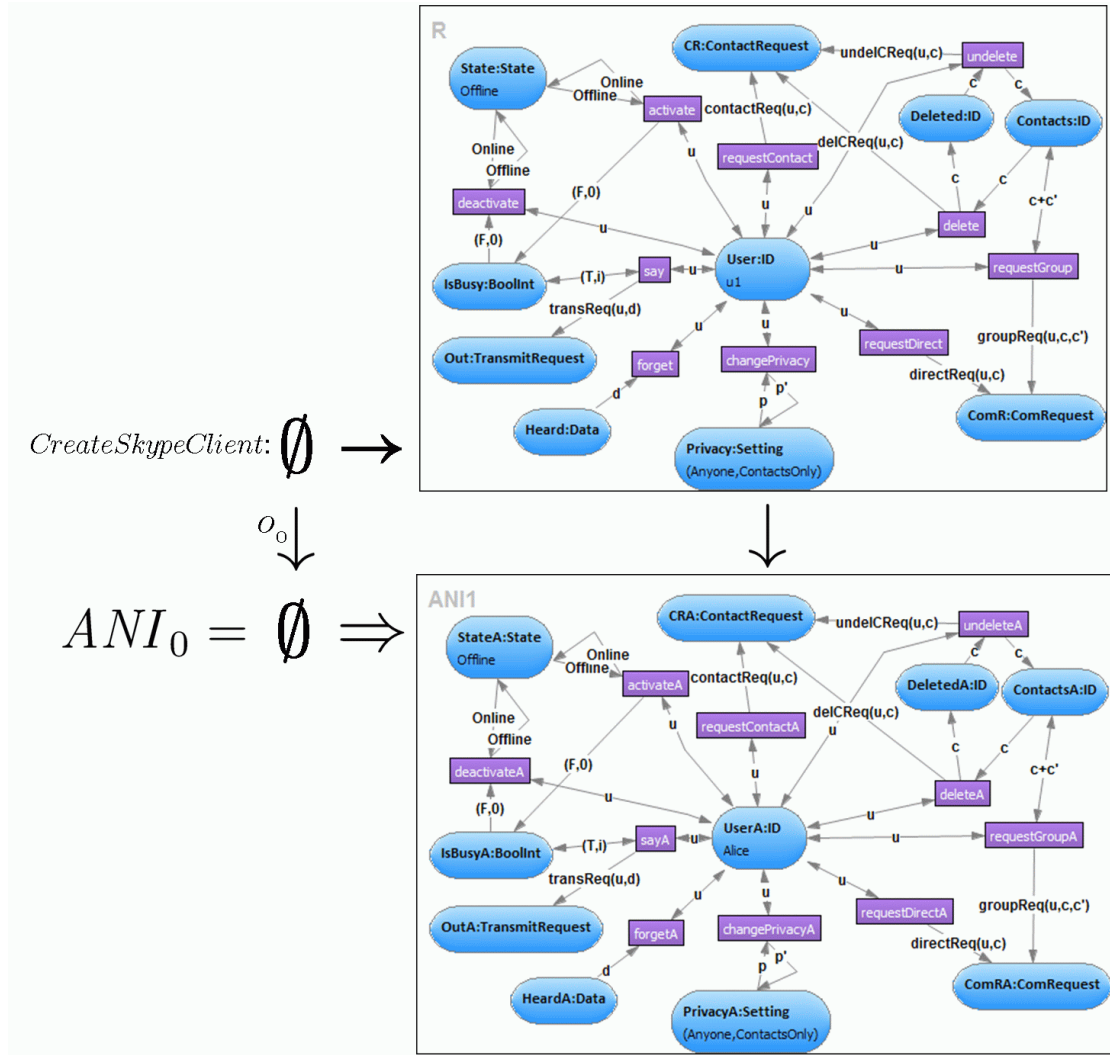 R
State:State
Offline
Online
Offline
activate
CR:ContactRequest
contactReq(u,c)
undelCReq(u,c)
undelete
c
c
Deleted:ID
Contacts:ID
Online
Offline
requestContact
delCReq(u,c)
u
deactivate
(F,0)
u
u
c
c
c+c'
(F,0)
u
delete
u
User:ID
u1
IsBusy:BoolInt
(T,i)
say
u
u
requestGroup
transReq(u,d)
u
u
u
requestDirect
groupReq(u,c,c')
Out:TransmitRequest
forget
changePrivacy
directReq(u,c)
d
p
p'
Heard:Data
ComR:ComRequest
CreateSkypeClient: ∅
Privacy:Setting
(Anyone,ContactsOnly)
o0
ANI0 = ∅ ⇒
ANI1
StateA:State
Offline
Online
Offline
activateA
CRA:ContactRequest
contactReq(u,c)
undelCReq(u,c)
undeleteA
c
c
DeletedA:ID
ContactsA:ID
Online
Offline
requestContactA
delCReq(u,c)
u
u
deactivateA
(F,0)
u
c
c
c+c'
(F,0)
u
deleteA
u
UserA:ID
Alice
IsBusyA:BoolInt
(T,i)
sayA
u
u
requestGroupA
transReq(u,d)
u
u
u
requestDirectA
groupReq(u,c,c')
OutA:TransmitRequest
forgetA
changePrivacyA
directReq(u,c)
d
p
p'
HeardA:Data
ComRA:ComRequest
PrivacyA:Setting
(Anyone,ContactsOnly)